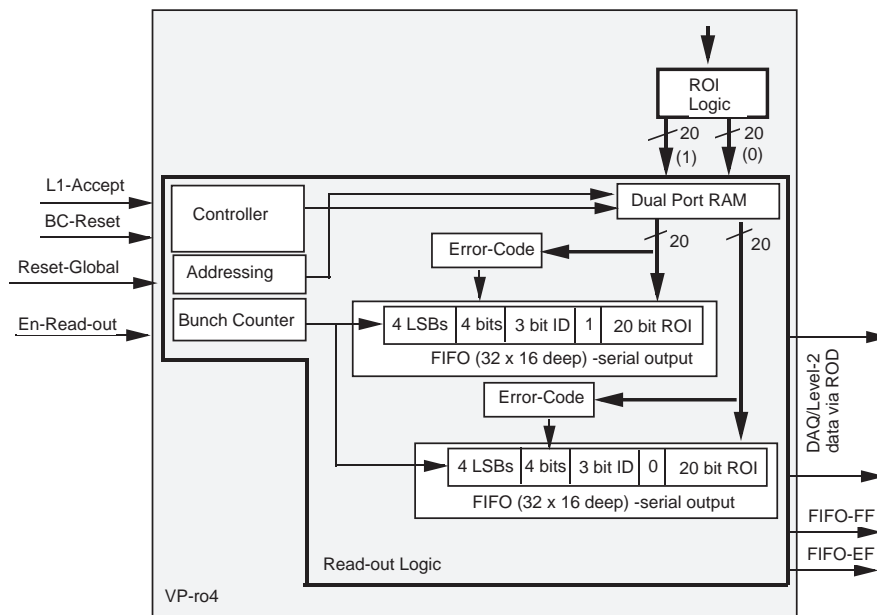 ROI
Logic
20
(1)
20
(0)
L1-Accept
BC-Reset
Reset-Global
En-Read-out
Controller
Addressing
Bunch Counter
Dual Port RAM
20
20
Error-Code
4 LSBs 4 bits 3 bit ID 1 20 bit ROI
FIFO (32 x 16 deep) -serial output
Error-Code
4 LSBs 4 bits 3 bit ID 0 20 bit ROI
FIFO (32 x 16 deep) -serial output
DAQ/Level-2
data via ROD
FIFO-FF
FIFO-EF
Read-out Logic
VP-ro4